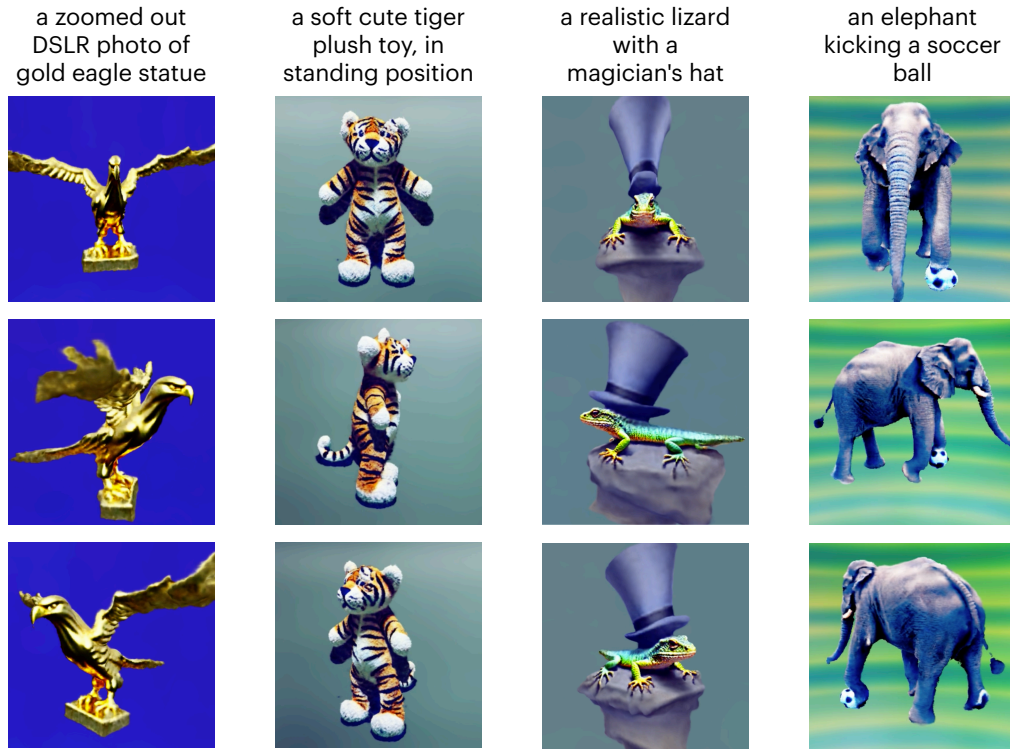 a zoomed out
DSLR photo of
gold eagle statue
a soft cute tiger
plush toy, in
standing position
a realistic lizard
with a
magician's hat
an elephant
kicking a soccer
ball